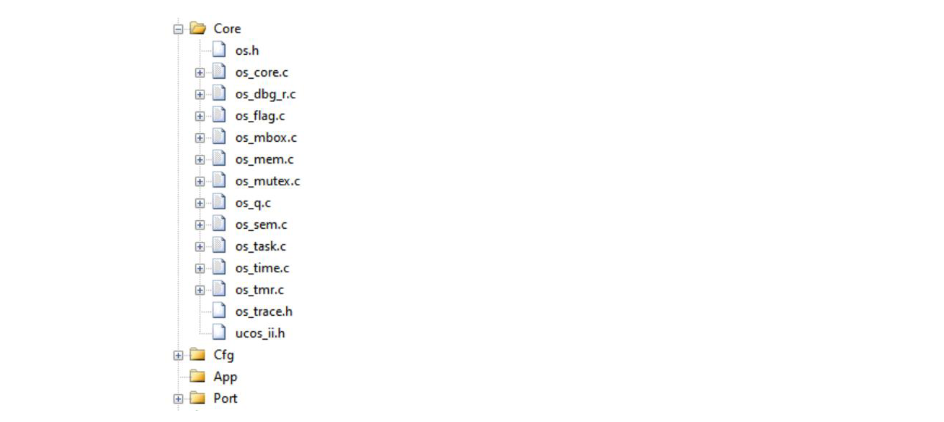 Core
os.h
os_core.c
os_dbg_r.c
os_flag.c
os_mbox.c
os_mem.c
os_mutex.c
os_q.c
os_sem.c
os_task.c
os_time.c
os_tmr.c
os_trace.h
ucos_ii.h
Cfg
App
Port